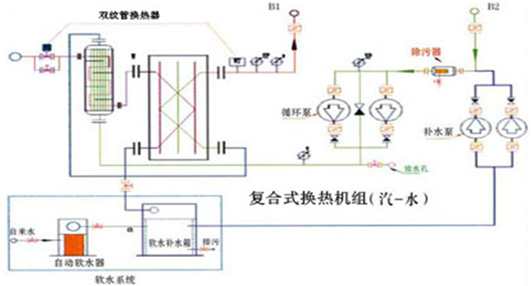 双纹管换热器
B1
B2
除污器
循环泵
补水泵
放水孔
复合式换热机组(汽-水)
自来水
软水补水箱
排污
自动软水器
软水系统